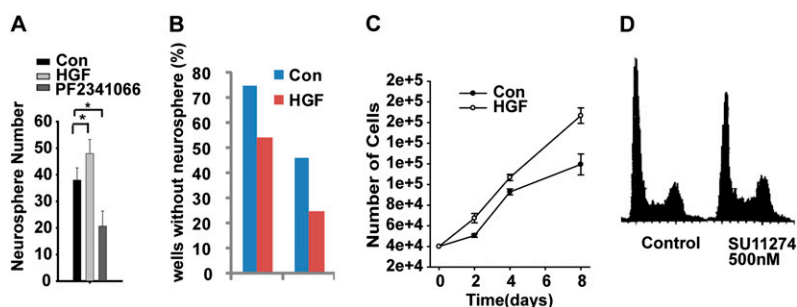 A
Con
HGF
PF2341066
*
*
Neurosphere Number
60
50
40
30
20
10
0
B
Con
HGF
wells without neurosphere (%)
80
70
60
50
40
30
20
10
0
C
Con
HGF
Number of Cells
2e+5
2e+5
2e+5
1e+5
1e+5
8e+4
6e+4
4e+4
2e+4
0
2
4
8
Time(days)
D
Control
SU11274
500nM